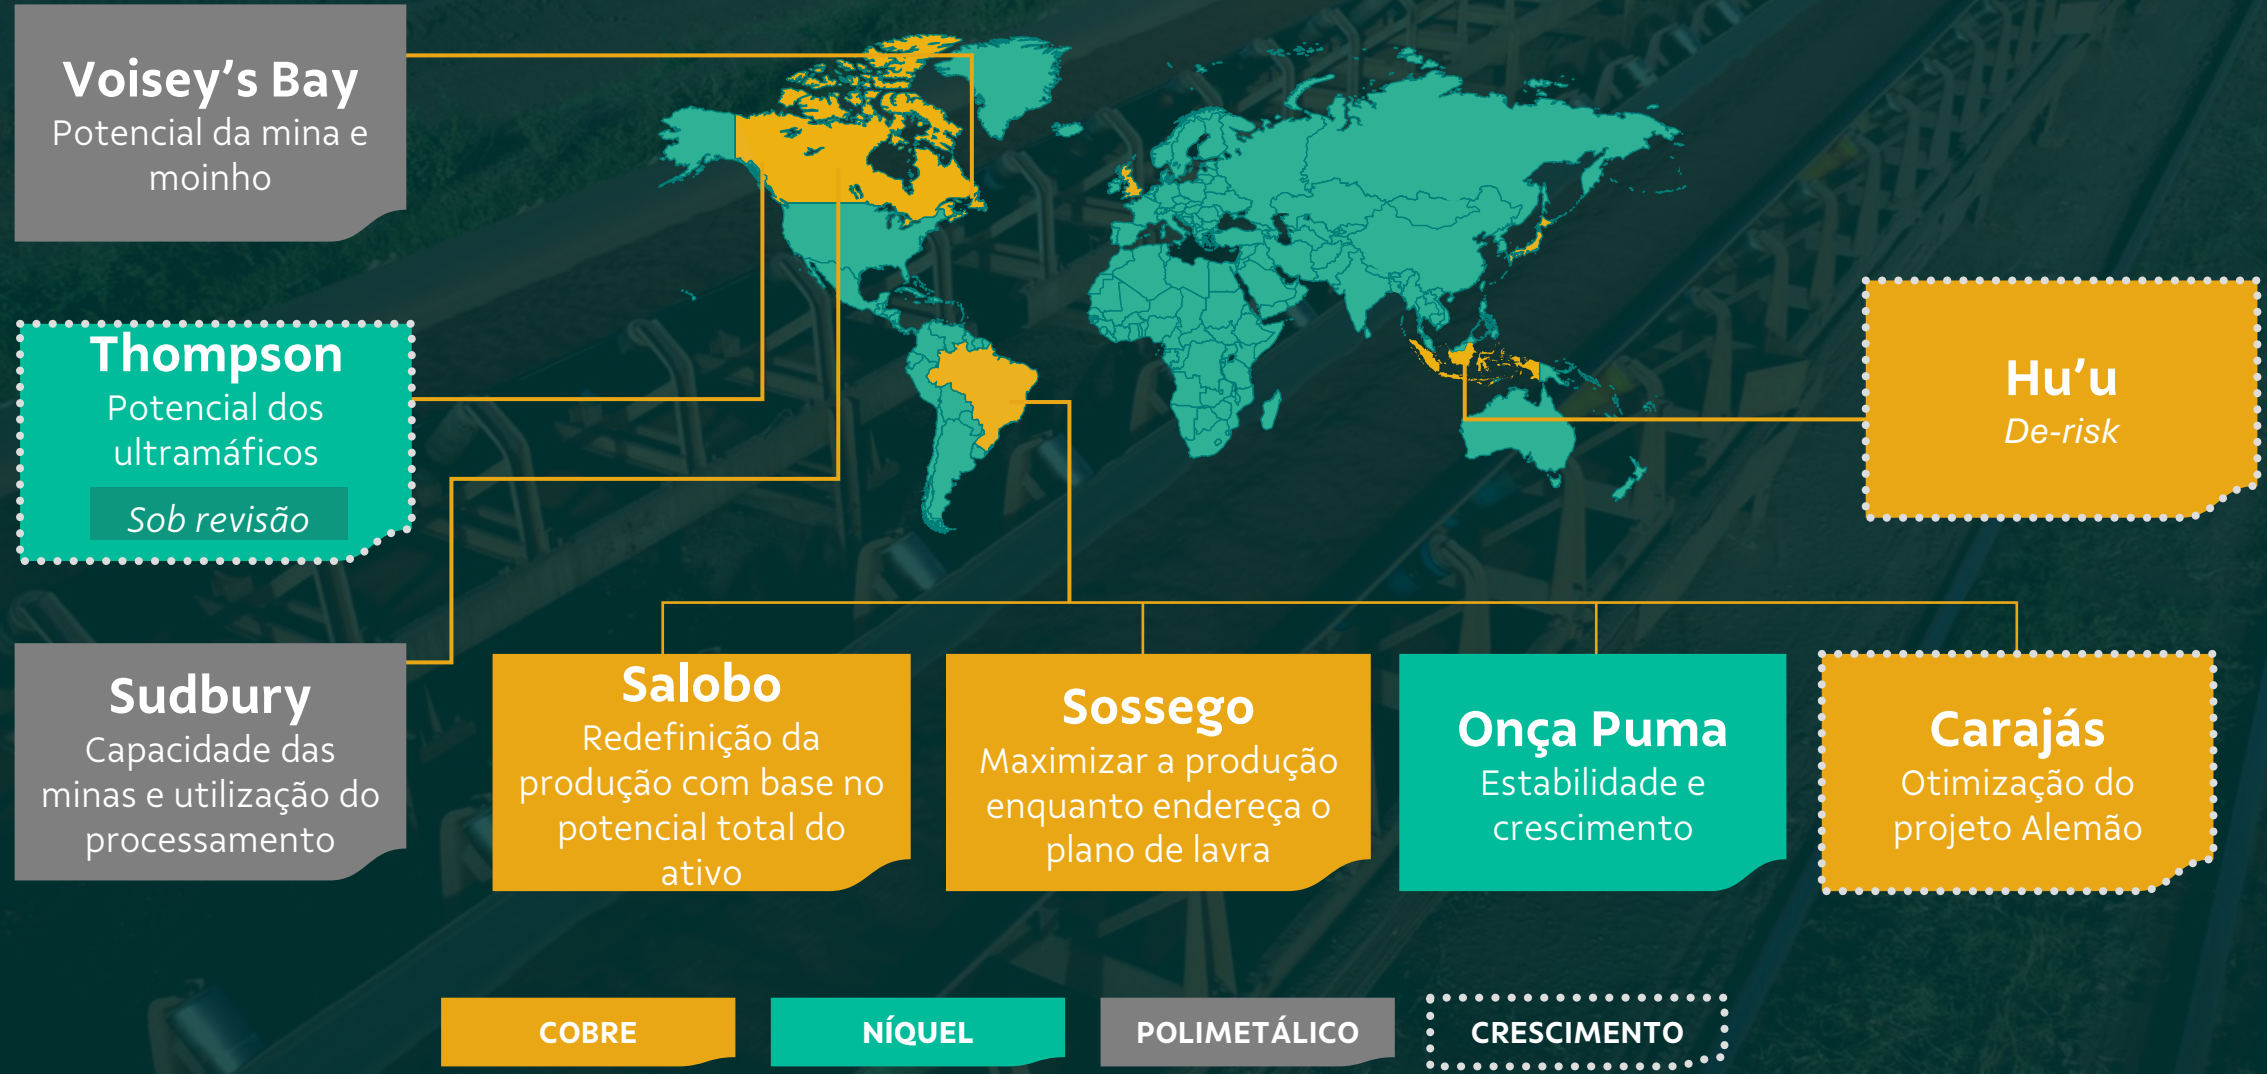 Voisey’s Bay
Potencial da mina e
moinho
Thompson
Potencial dos
ultramáficos
Sob revisão
Hu’u
De-risk
Sudbury
Capacidade das
minas e utilização do
processamento
Salobo
Redefinição da
produção com base no
potencial total do
ativo
Sossego
Maximizar a produção
enquanto endereça o
plano de lavra
Onça Puma
Estabilidade e
crescimento
Carajás
Otimização do
projeto Alemão
COBRE
NÍQUEL
POLIMETÁLICO
CRESCIMENTO